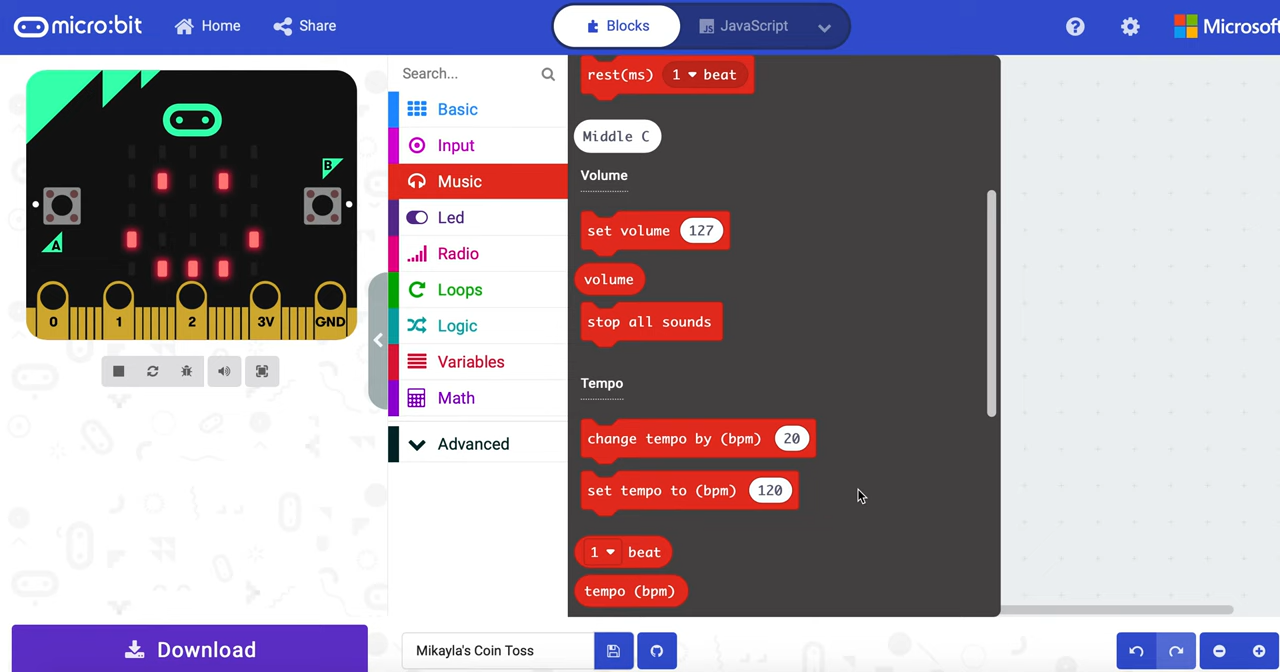 micro:bit Home Share Blocks JavaScript Microsoft
Search...
Basic
Input
Music
Led
Radio
Loops
Logic
Variables
Math
Advanced
rest(ms) 1 beat
Middle C
Volume
set volume 127
volume
stop all sounds
Tempo
change tempo by (bpm) 20
set tempo to (bpm) 120
1 beat
tempo (bpm)
B
A
0 1 2 3V GND
Download
Mikayla's Coin Toss